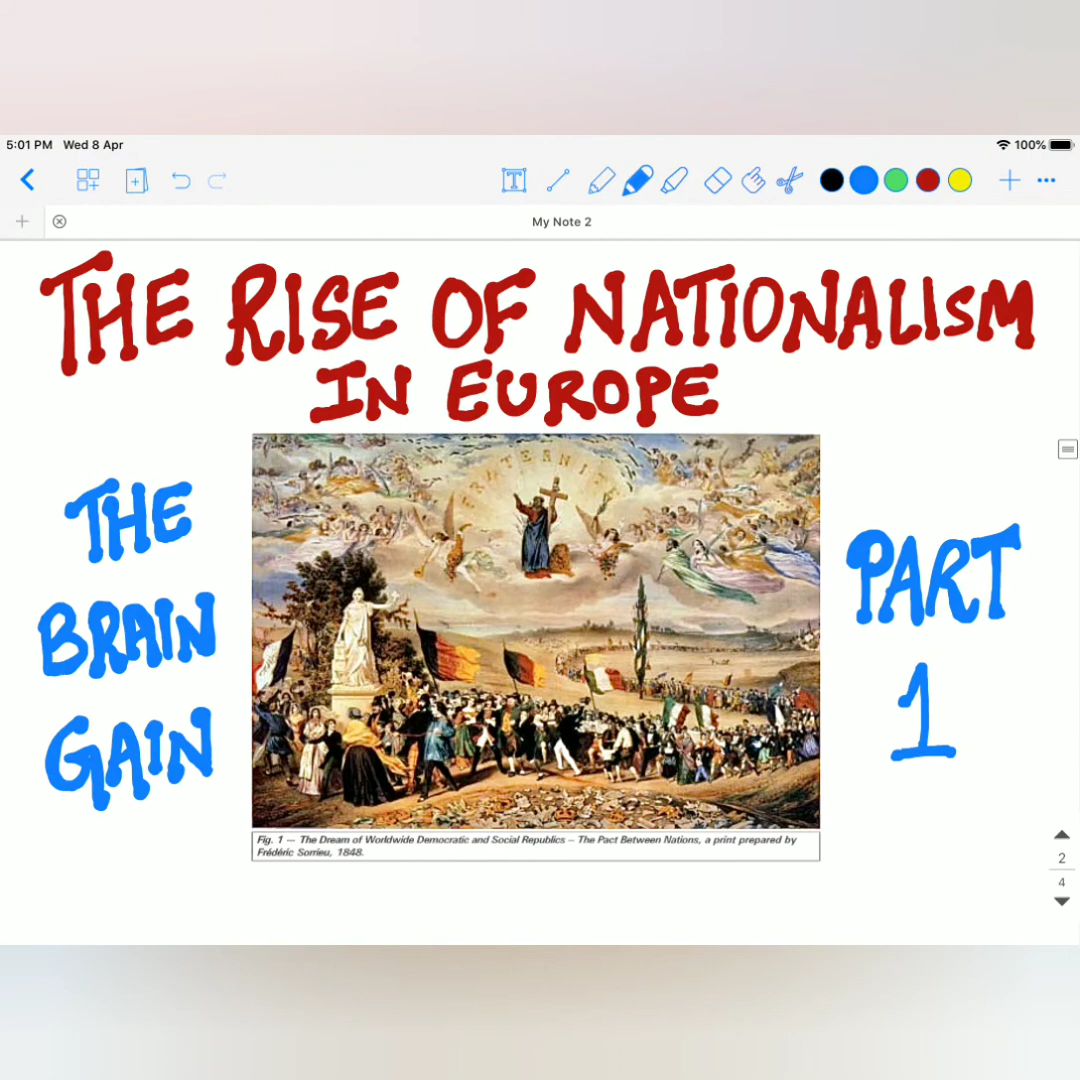 5:01 PM Wed 8 Apr
100%
My Note 2
THE RISE OF NATIONALISM
IN EUROPE
THE
BRAIN
GAIN
FRATERNITÉ
PART
1
Fig. 1 — The Dream of Worldwide Democratic and Social Republics – The Pact Between Nations, a print prepared by
Frédéric Sorrieu, 1848.
2
4